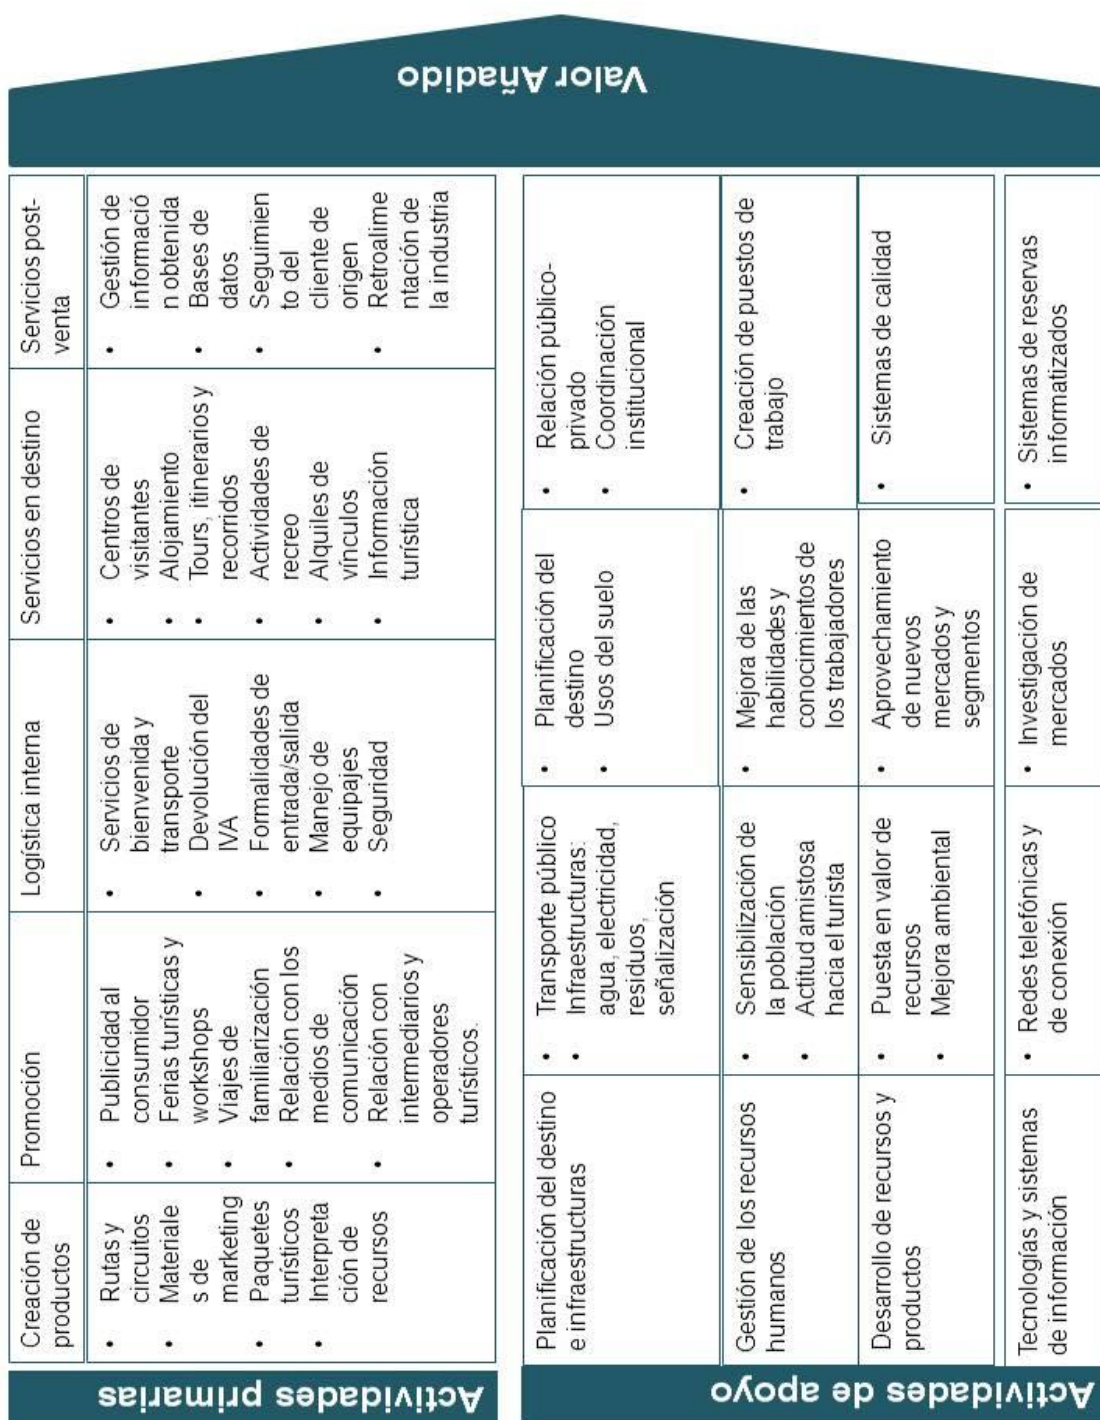 Valor Añadido
Actividades primarias
Creación de
productos
Promoción
Logística interna
Servicios en destino
Servicios post-
venta
• Rutas y
circuitos
• Materiale
s de
marketing
• Paquetes
turísticos
• Interpreta
ción de
recursos
• Publicidad al
consumidor
• Ferias turísticas y
workshops
• Viajes de
familiarización
• Relación con los
medios de
comunicación
• Relación con
intermediarios y
operadores
turísticos.
• Servicios de
bienvenida y
transporte
• Devolución del
IVA
• Formalidades de
entrada/salida
• Manejo de
equipajes
• Seguridad
• Centros de
visitantes
• Alojamiento
• Tours, itinerarios y
recorridos
• Actividades de
recreo
• Alquiles de
vínculos
• Información
turística
• Gestión de
informació
n obtenida
• Bases de
datos
• Seguimien
to del
cliente de
origen
• Retroalime
ntación de
la industria
Actividades de apoyo
Planificación del destino
e infraestructuras
• Transporte público
• Infraestructuras:
agua, electricidad,
residuos,
señalización
• Planificación del
destino
• Usos del suelo
• Relación público-
privado
• Coordinación
institucional
Gestión de los recursos
humanos
• Sensibilización de
la población
• Actitud amistosa
hacia el turista
• Mejora de las
habilidades y
conocimientos de
los trabajadores
• Creación de puestos de
trabajo
Desarrollo de recursos y
productos
• Puesta en valor de
recursos
• Mejora ambiental
• Aprovechamiento
de nuevos
mercados y
segmentos
• Sistemas de calidad
Tecnologías y sistemas
de información
• Redes telefónicas y
de conexión
• Investigación de
mercados
• Sistemas de reservas
informatizados